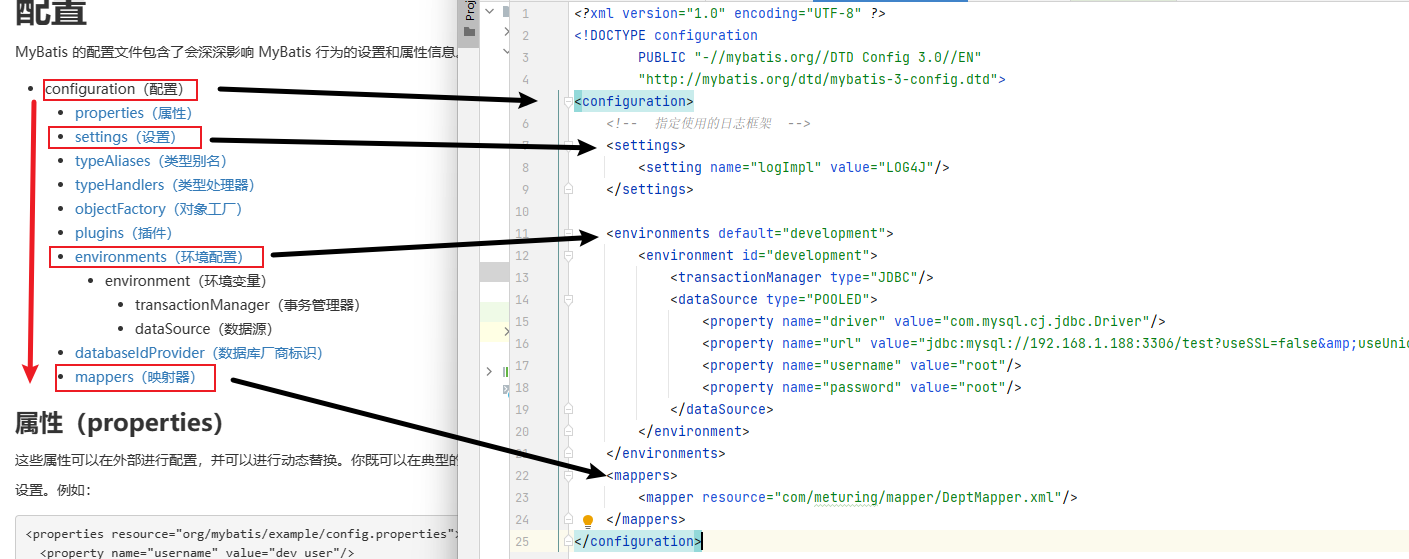 配置
MyBatis 的配置文件包含了会深深影响 MyBatis 行为的设置和属性信息。
configuration（配置）
properties（属性）
settings（设置）
typeAliases（类型别名）
typeHandlers（类型处理器）
objectFactory（对象工厂）
plugins（插件）
environments（环境配置）
environment（环境变量）
transactionManager（事务管理器）
dataSource（数据源）
databaseIdProvider（数据库厂商标识）
mappers（映射器）
属性（properties）
这些属性可以在外部进行配置，并可以进行动态替换。你既可以在典型的
设置。例如：
<properties resource="org/mybatis/example/config.properties">
<property name="username" value="dev_user"/>
Proj
1 <?xml version="1.0" encoding="UTF-8" ?>
2 <!DOCTYPE configuration
3 PUBLIC "-//mybatis.org//DTD Config 3.0//EN"
4 "http://mybatis.org/dtd/mybatis-3-config.dtd">
<configuration>
6 <!-- 指定使用的日志框架 -->
7 <settings>
8 <setting name="logImpl" value="LOG4J"/>
9 </settings>
10
11 <environments default="development">
12 <environment id="development">
13 <transactionManager type="JDBC"/>
14 <dataSource type="POOLED">
15 <property name="driver" value="com.mysql.cj.jdbc.Driver"/>
16 <property name="url" value="jdbc:mysql://192.168.1.188:3306/test?useSSL=false&amp;useUnic
17 <property name="username" value="root"/>
18 <property name="password" value="root"/>
19 </dataSource>
20 </environment>
21 </environments>
22 <mappers>
23 <mapper resource="com/meturing/mapper/DeptMapper.xml"/>
24 </mappers>
25 </configuration>